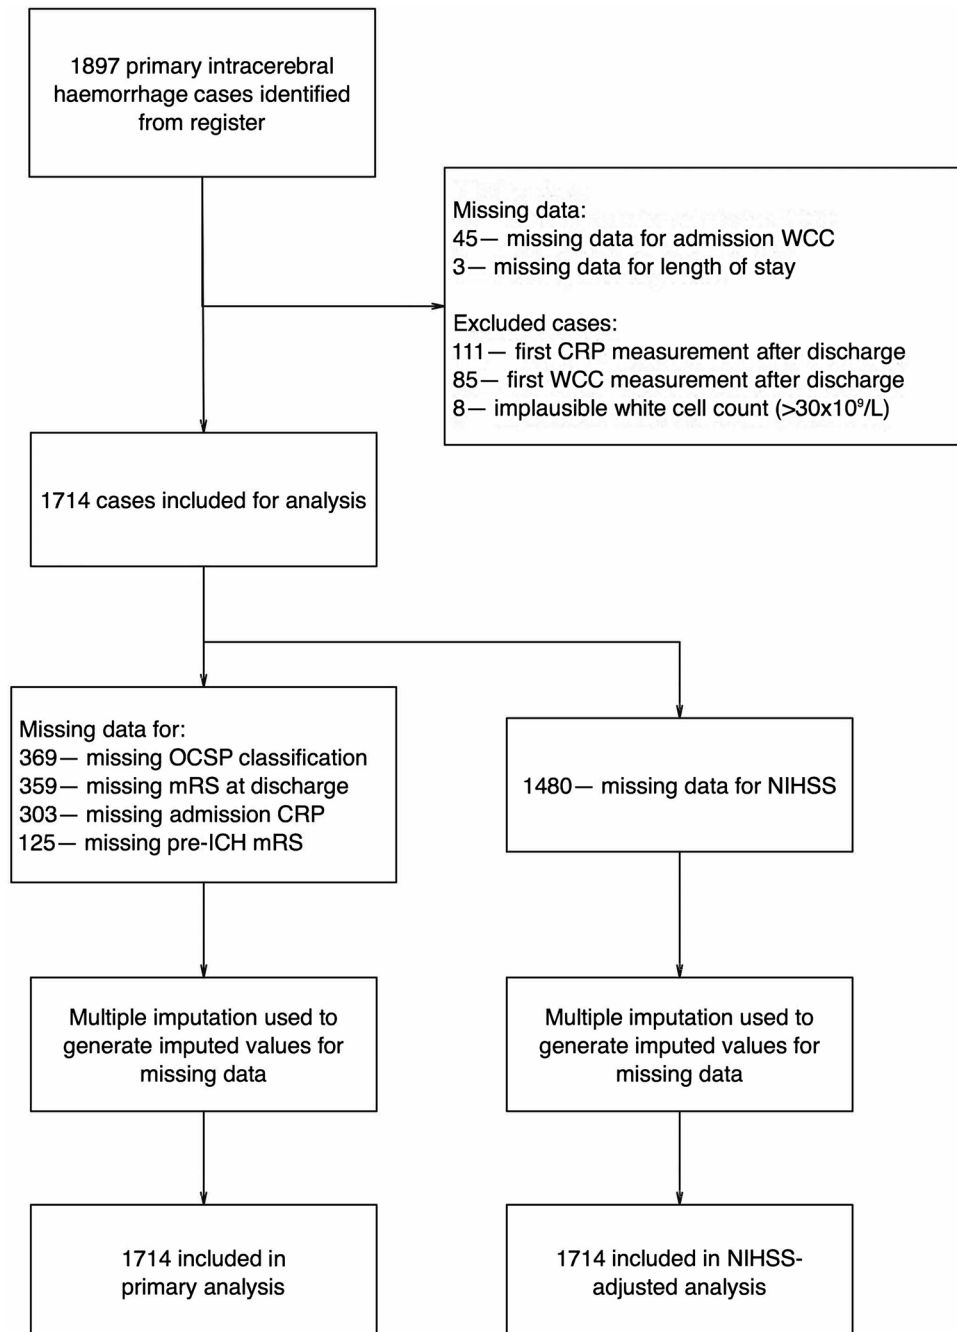 1897 primary intracerebral
haemorrhage cases identified
from register
Missing data:
45— missing data for admission WCC
3— missing data for length of stay
Excluded cases:
111— first CRP measurement after discharge
85— first WCC measurement after discharge
8— implausible white cell count (>30x10⁹/L)
1714 cases included for analysis
Missing data for:
369— missing OCSP classification
359— missing mRS at discharge
303— missing admission CRP
125— missing pre-ICH mRS
1480— missing data for NIHSS
Multiple imputation used to
generate imputed values for
missing data
Multiple imputation used to
generate imputed values for
missing data
1714 included in
primary analysis
1714 included in NIHSS-
adjusted analysis